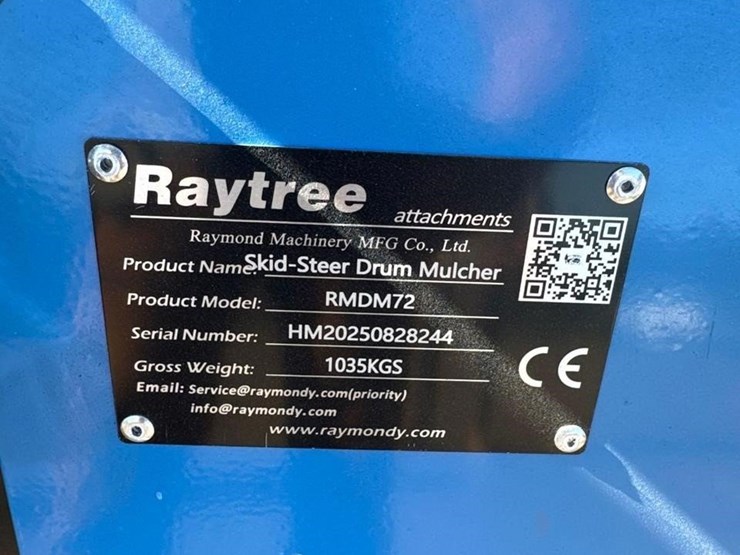 Raytree attachments
Raymond Machinery MFG Co., Ltd.
Product Name: Skid-Steer Drum Mulcher
Product Model: RMDM72
Serial Number: HM20250828244
Gross Weight: 1035KGS
Email: Service@raymondy.com(priority)
info@raymondy.com
www.raymondy.com
CE